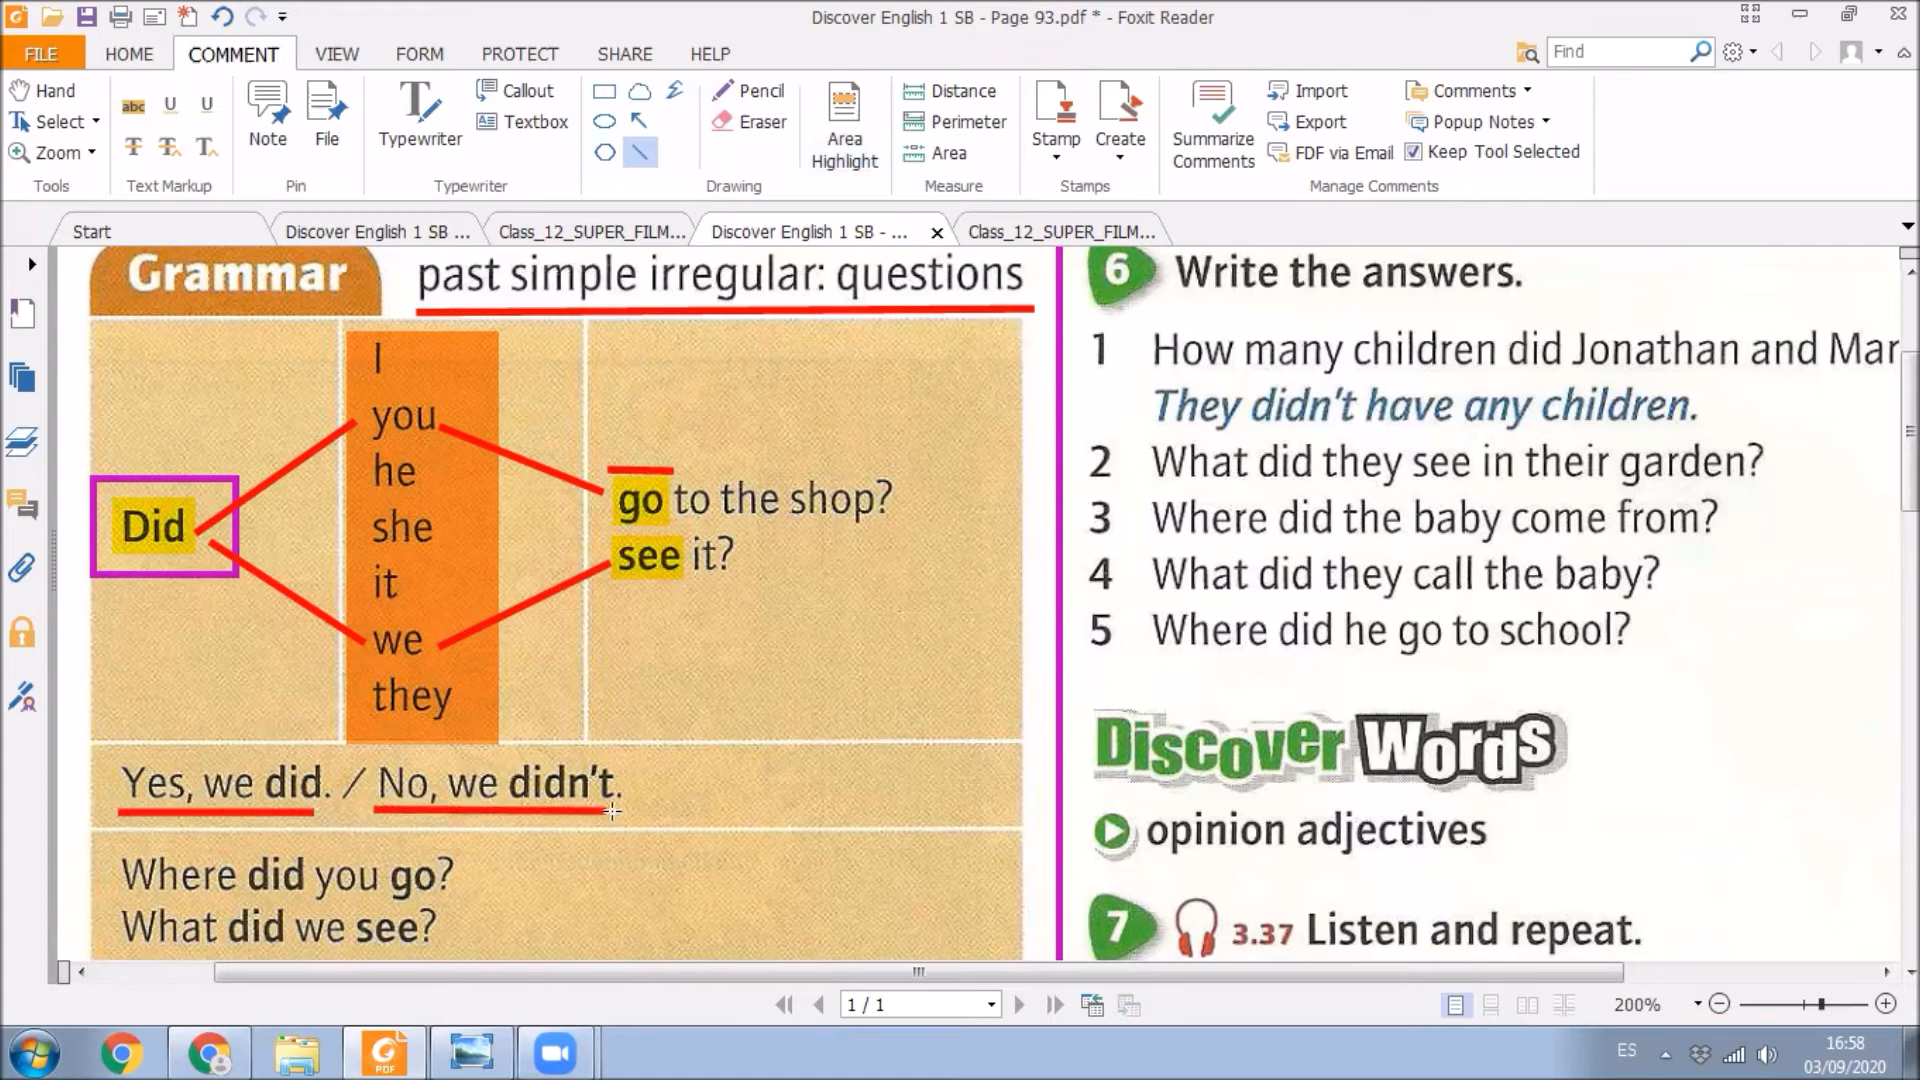 Discover English 1 SB - Page 93.pdf * - Foxit Reader
FILE HOME COMMENT VIEW FORM PROTECT SHARE HELP
Find
Hand
Select
Zoom
Tools
abc U U
T T T
Text Markup
Note
File
Pin
Typewriter
Callout
Textbox
Typewriter
Pencil
Eraser
Drawing
Area
Highlight
Distance
Perimeter
Area
Measure
Stamp
Create
Stamps
Summarize
Comments
Import
Export
FDF via Email
Comments
Popup Notes
Keep Tool Selected
Manage Comments
Start
Discover English 1 SB ...
Class_12_SUPER_FILM...
Discover English 1 SB - ...
Class_12_SUPER_FILM...
Grammar past simple irregular: questions
Did
I
you
he
she
it
we
they
go to the shop?
see it?
Yes, we did. / No, we didn't.
Where did you go?
What did we see?
6 Write the answers.
1 How many children did Jonathan and Mar
They didn't have any children.
2 What did they see in their garden?
3 Where did the baby come from?
4 What did they call the baby?
5 Where did he go to school?
Discover Words
opinion adjectives
7 3.37 Listen and repeat.
1 / 1
200%
PDF
ES
16:58
03/09/2020